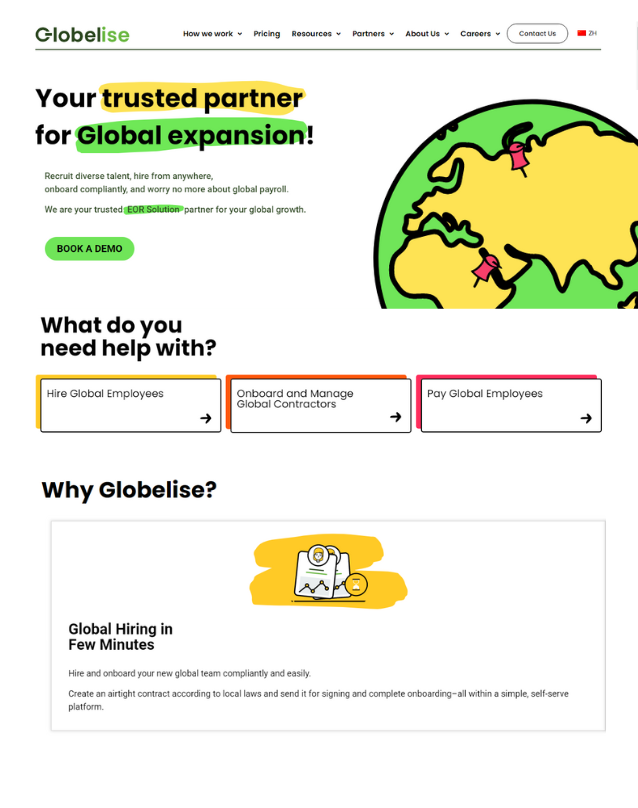 Globelise
How we work Pricing Resources Partners About Us Careers Contact Us ZH
Your trusted partner
for Global expansion!
Recruit diverse talent, hire from anywhere,
onboard compliantly, and worry no more about global payroll.
We are your trusted EOR Solution partner for your global growth.
BOOK A DEMO
What do you
need help with?
Hire Global Employees
Onboard and Manage
Global Contractors
Pay Global Employees
Why Globelise?
Global Hiring in
Few Minutes
Hire and onboard your new global team compliantly and easily.
Create an airtight contract according to local laws and send it for signing and complete onboarding–all within a simple, self-serve
platform.